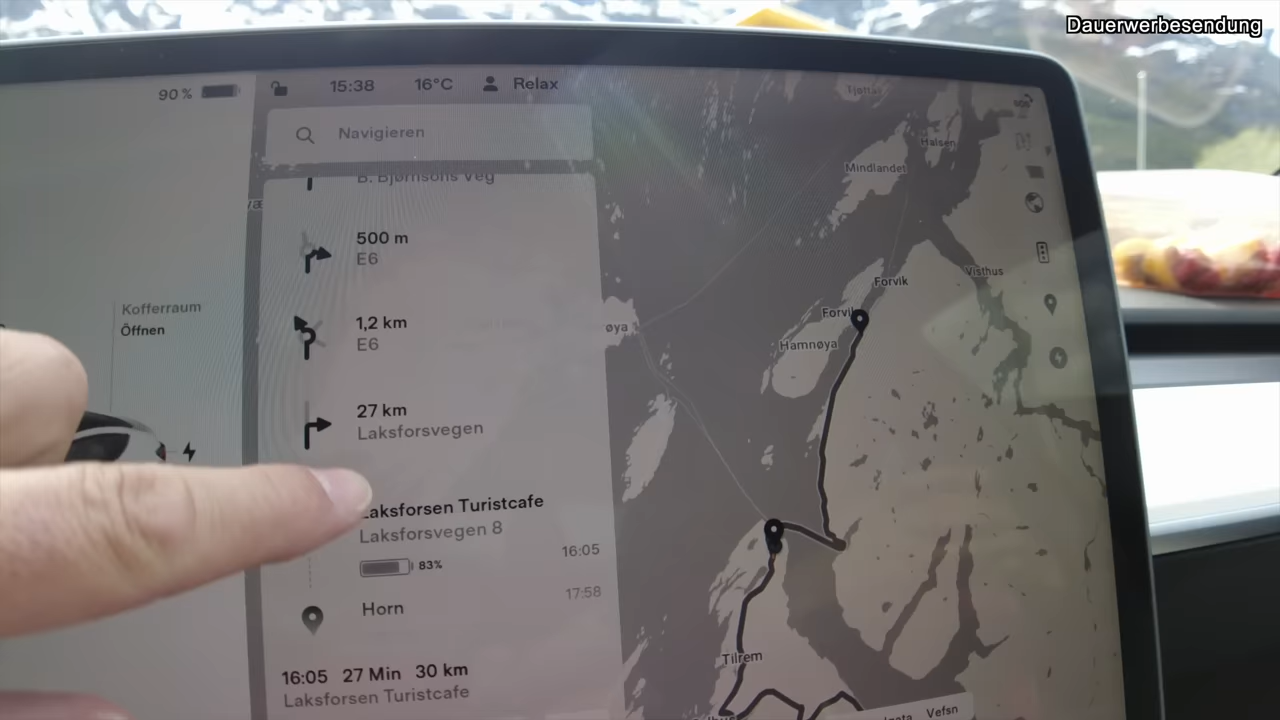 Dauerwerbesendung
90 %
15:38 16°C Relax
Navigieren
B. Bjørnsons Veg
500 m
E6
1,2 km
E6
27 km
Laksforsvegen
Laksforsen Turistcafe
Laksforsvegen 8
16:05
83%
17:58
Horn
16:05 27 Min 30 km
Laksforsen Turistcafe
Kofferraum
Öffnen
Halsen
Mindlandet
Visthus
Forvik
Forvik
Hamnøya
øya
Tilrem
Vefsn